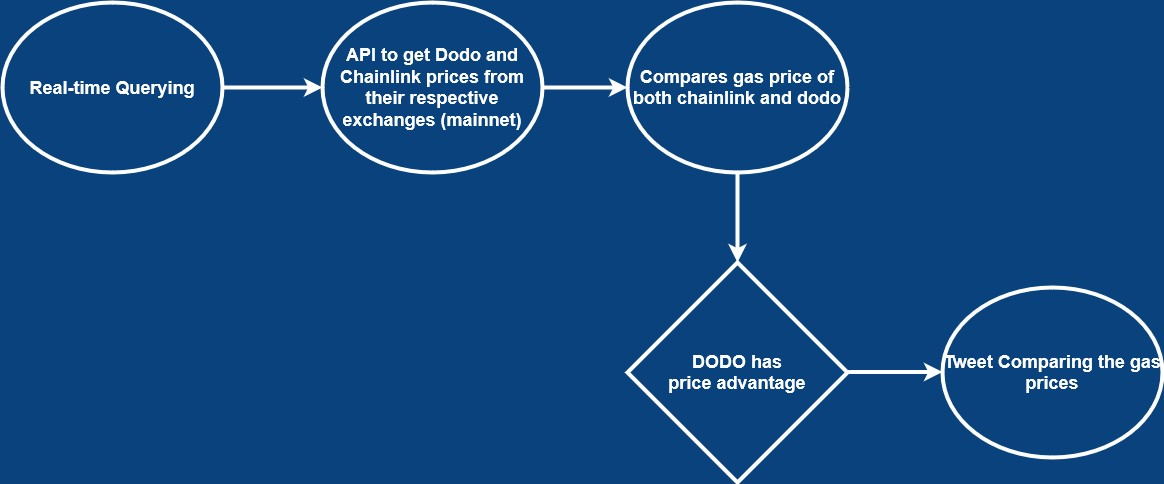 Real-time Querying
API to get Dodo and
Chainlink prices from
their respective
exchanges (mainnet)
Compares gas price of
both chainlink and dodo
DODO has
price advantage
Tweet Comparing the gas
prices